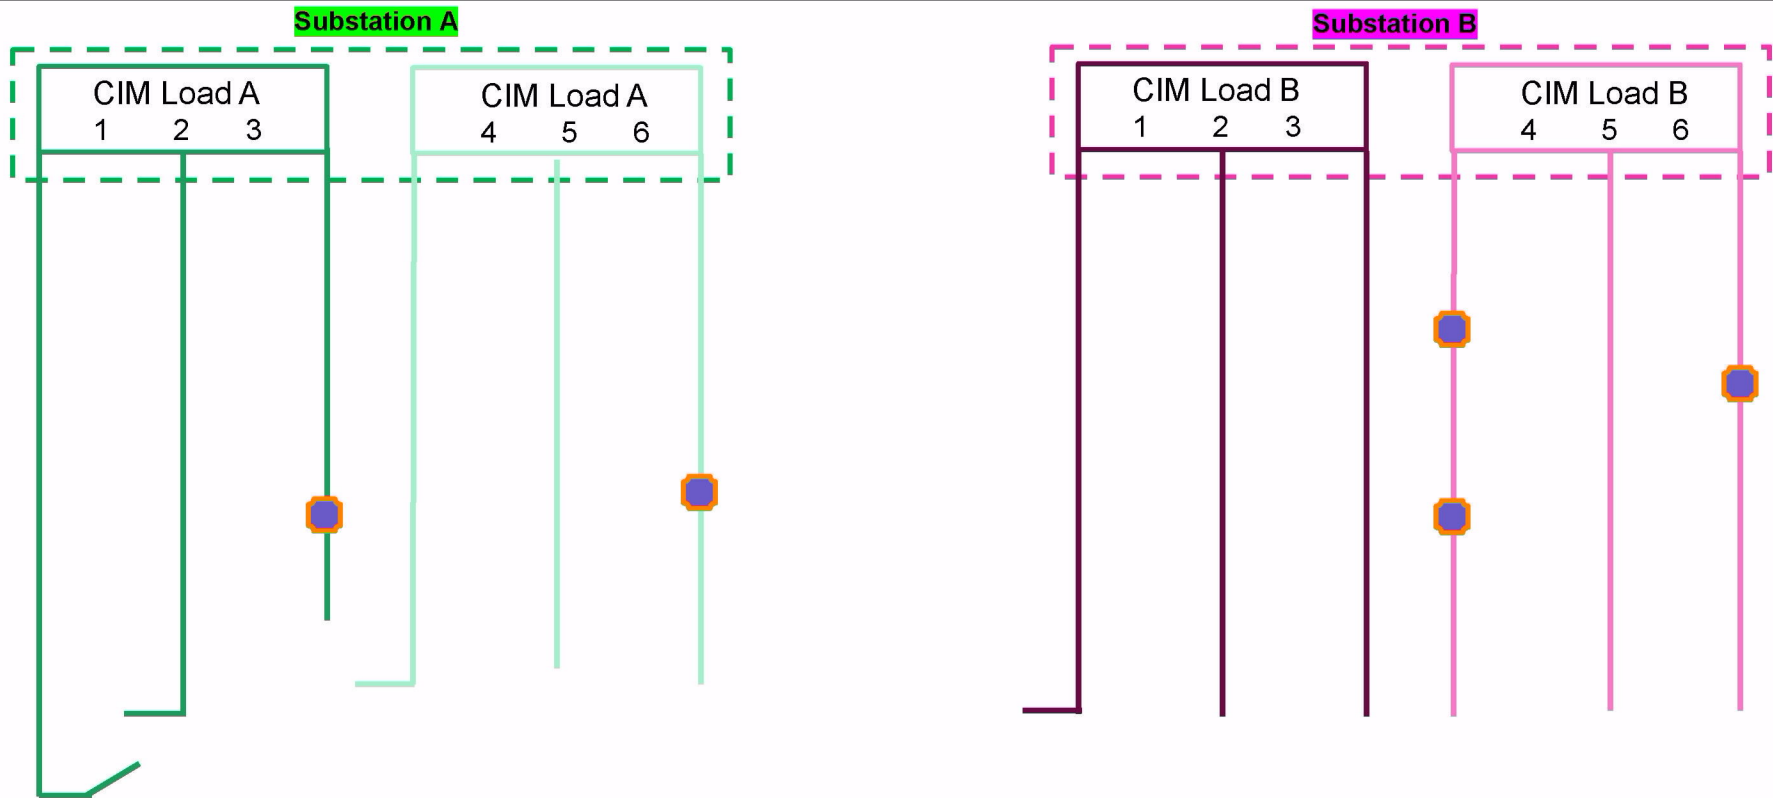 Substation A
CIM Load A
1 2 3
CIM Load A
4 5 6
Substation B
CIM Load B
1 2 3
CIM Load B
4 5 6